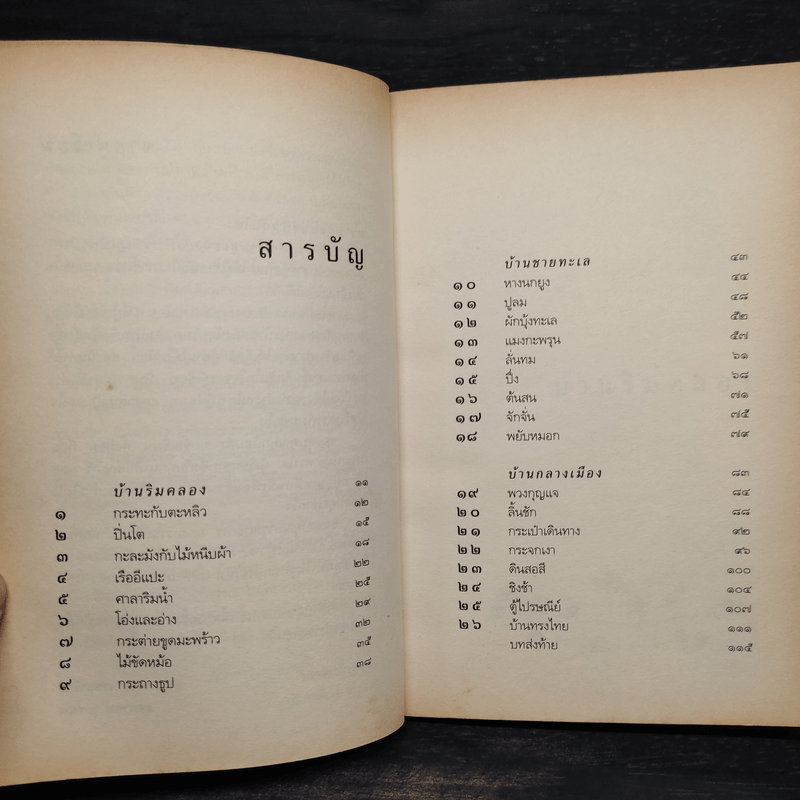 สารบัญ
บ้านริมคลอง ๑๑
๑ กระทะกับตะหลิว ๑๒
๒ ปิ่นโต ๑๕
๓ กะละมังกับไม้หนีบผ้า ๑๘
๔ เรืออีแปะ ๒๒
๕ ศาลาริมน้ำ ๒๕
๖ โอ่งและอ่าง ๒๙
๗ กระต่ายขูดมะพร้าว ๓๒
๘ ไม้ขัดหม้อ ๓๕
๙ กระถางธูป ๓๘
บ้านชายทะเล ๔๓
๑๐ หางนกยูง ๔๔
๑๑ ปูลม ๔๘
๑๒ ผักบุ้งทะเล ๕๒
๑๓ แมงกะพรุน ๕๗
๑๔ ลั่นทม ๖๑
๑๕ ๖๘
๑๖ ต้นสน ๗๑
๑๗ จักจั่น ๗๕
๑๘ พยับหมอก ๗๙
บ้านกลางเมือง ๘๓
๑๙ พวงกุญแจ ๘๔
๒๐ ลิ้นชัก ๘๘
๒๑ กระเป๋าเดินทาง ๙๒
๒๒ กระจกเงา ๙๖
๒๓ ดินสอสี ๑๐๐
๒๔ ชิงช้า ๑๐๔
๒๕ ตู้ไปรษณีย์ ๑๐๗
๒๖ บ้านทรงไทย ๑๑๑
บทส่งท้าย ๑๑๕